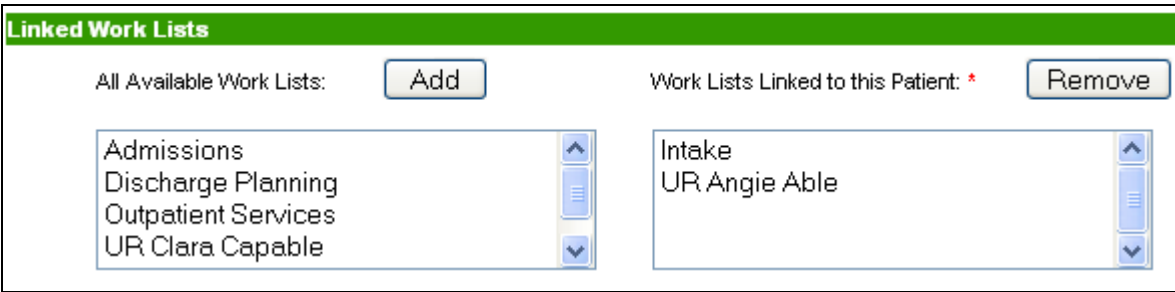 Linked Work Lists
All Available Work Lists: Add
Work Lists Linked to this Patient: * Remove
Admissions
Discharge Planning
Outpatient Services
UR Clara Capable
Intake
UR Angie Able